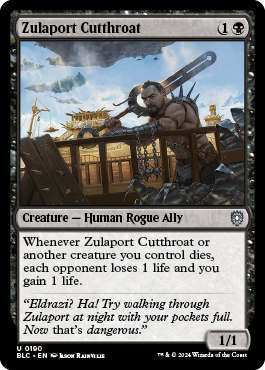 Zulaport Cutthroat 1
Creature — Human Rogue Ally
Whenever Zulaport Cutthroat or
another creature you control dies,
each opponent loses 1 life and you
gain 1 life.
“Eldrazi? Ha! Try walking through
Zulaport at night with your pockets full.
Now that’s dangerous.”
1/1
U 0190
BLC • EN Jason Rainville
™ & © 2024 Wizards of the Coast